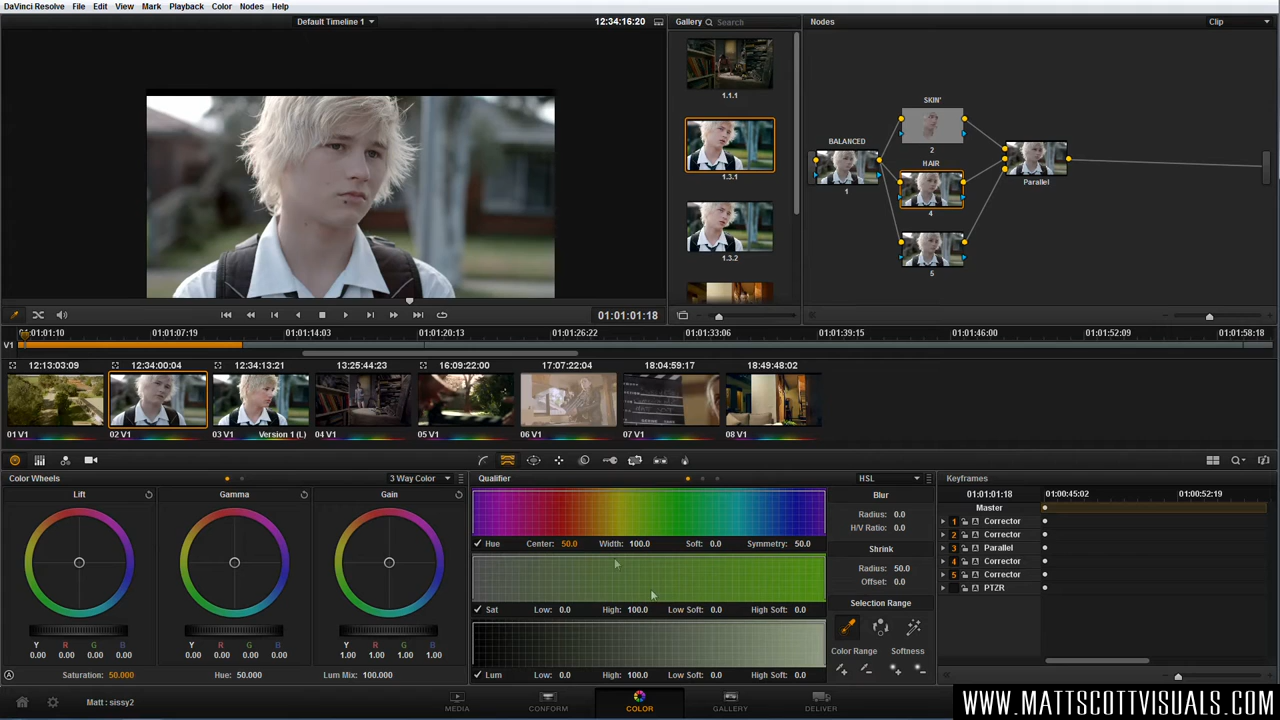 DaVinci Resolve File Edit View Mark Playback Color Nodes Help
Default Timeline 1 12:34:16:20 Gallery Search Nodes Clip
1.1.1
1.3.1
1.3.2
SKIN'
2
BALANCED
1
HAIR
4
5
Parallel
01:01:01:18
01:01:01:10 01:01:07:19 01:01:14:03 01:01:20:13 01:01:26:22 01:01:33:06 01:01:39:15 01:01:46:00 01:01:52:09 01:01:58:18
V1
12:13:03:09 12:34:00:04 12:34:13:21 13:25:44:23 16:09:22:00 17:07:22:04 18:04:59:17 18:49:48:02
01 V1 02 V1 03 V1 Version 1 (L) 04 V1 05 V1 06 V1 07 V1 08 V1
Color Wheels 3 Way Color Qualifier HSL Keyframes
Lift Gamma Gain
Blur
Radius: 0.0
H/V Ratio: 0.0
Hue Center: 50.0 Width: 100.0 Soft: 0.0 Symmetry: 50.0
Shrink
Radius: 50.0
Offset: 0.0
Sat Low: 0.0 High: 100.0 Low Soft: 0.0 High Soft: 0.0
Selection Range
Color Range Softness
Lum Low: 0.0 High: 100.0 Low Soft: 0.0 High Soft: 0.0
Y R G B Y R G B Y R G B
0.00 0.00 0.00 0.00 0.00 0.00 0.00 0.00 1.00 1.00 1.00 1.00
A Saturation: 50.000 Hue: 50.000 Lum Mix: 100.000
01:01:01:18 01:00:45:02 01:00:52:19
Master
1 A Corrector
2 A Corrector
3 A Parallel
4 A Corrector
5 A Corrector
PTZR
Matt : sissy2 MEDIA CONFORM COLOR GALLERY DELIVER
WWW.MATTSCOTTVISUALS.COM